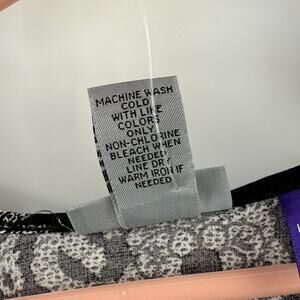 MACHINE WASH
COLD
WITH LIKE
COLORS
ONLY
NON-CHLORINE
BLEACH WHEN
NEEDED
LINE DRY
WARM IRON IF
NEEDED